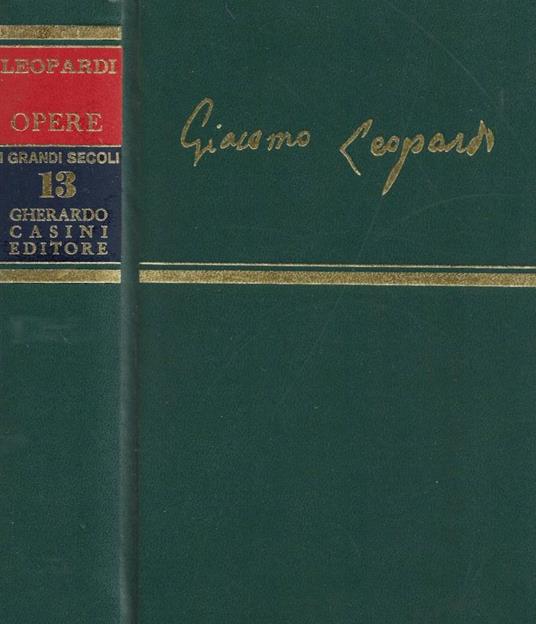 LEOPARDI
OPERE
I GRANDI SECOLI
13
GHERARDO
CASINI
EDITORE
Giacomo Leopardi